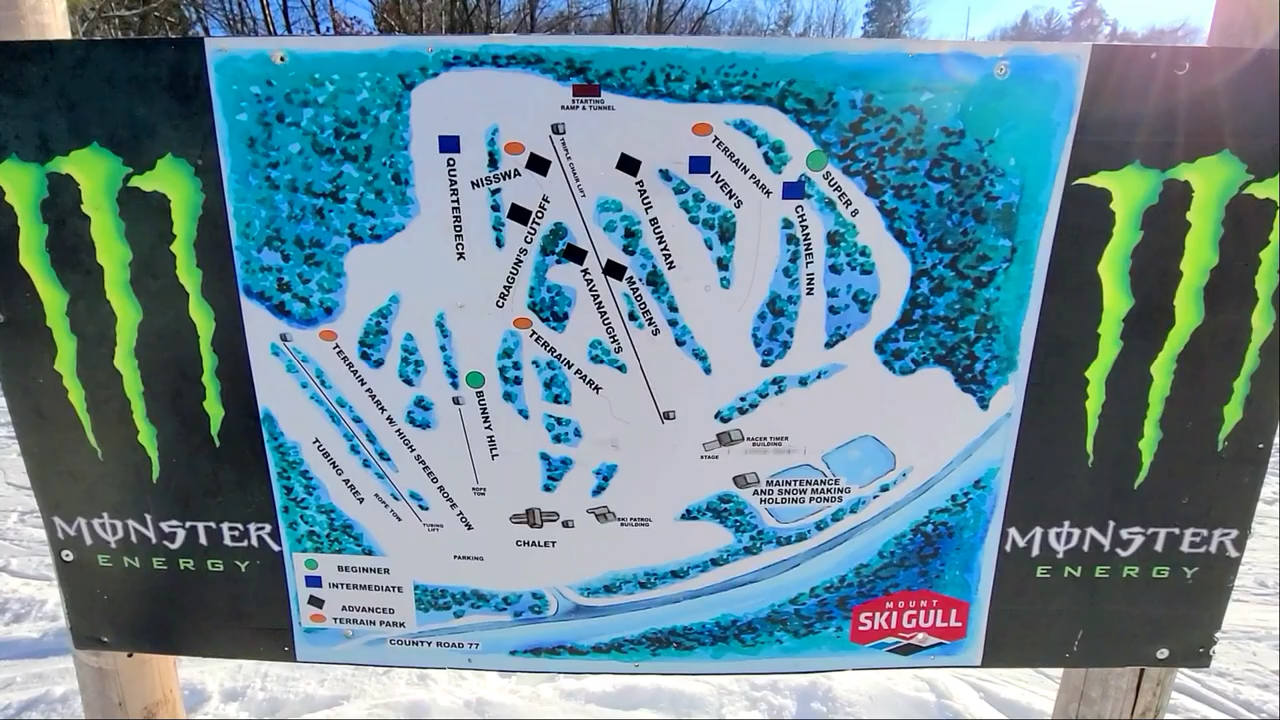 STARTING
RAMP & TUNNEL
TRIPLE CHAIR LIFT
QUARTERDECK
NISSWA
CRAGUN'S CUTOFF
KAVANAUGH'S
MADDEN'S
PAUL BUNYAN
IVEN'S
TERRAIN PARK
CHANNEL INN
SUPER 8
TERRAIN PARK
TERRAIN PARK W/ HIGH SPEED ROPE TOW
BUNNY HILL
ROPE
TOW
TUBING AREA
ROPE TOW
TUBING
LIFT
RACER TIMER
BUILDING
STAGE
MAINTENANCE
AND SNOW MAKING
HOLDING PONDS
SKI PATROL
BUILDING
CHALET
PARKING
BEGINNER
INTERMEDIATE
ADVANCED
TERRAIN PARK
COUNTY ROAD 77
MOUNT
SKI GULL
MONSTER
ENERGY
MONSTER
ENERGY